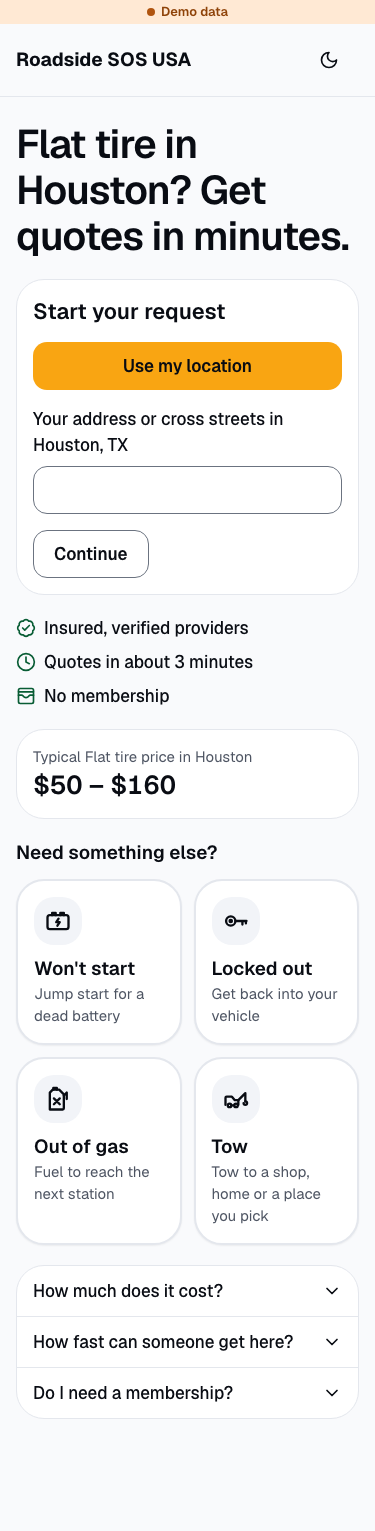 Demo data
Roadside SOS USA
Flat tire in
Houston? Get
quotes in minutes.
Start your request
Use my location
Your address or cross streets in
Houston, TX
Continue
Insured, verified providers
Quotes in about 3 minutes
No membership
Typical Flat tire price in Houston
$50 – $160
Need something else?
Won't start
Jump start for a
dead battery
Locked out
Get back into your
vehicle
Out of gas
Fuel to reach the
next station
Tow
Tow to a shop,
home or a place
you pick
How much does it cost?
How fast can someone get here?
Do I need a membership?